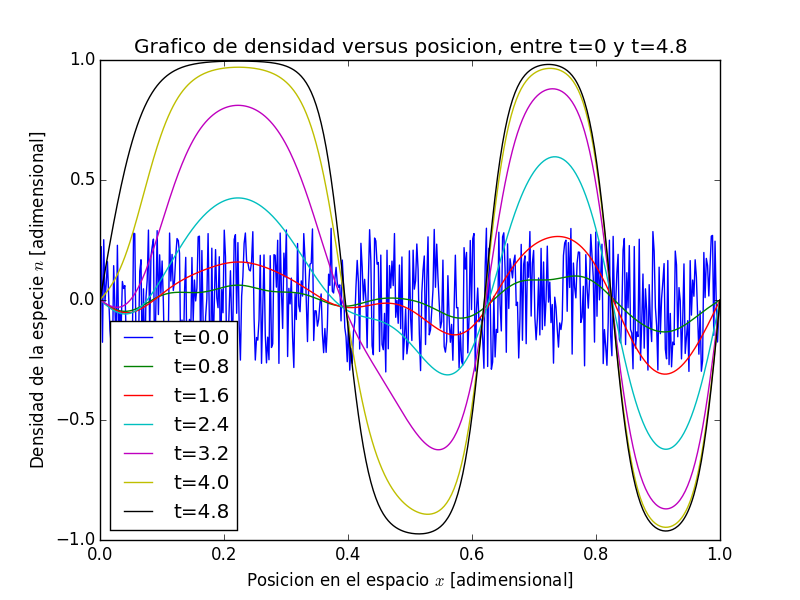 Grafico de densidad versus posicion, entre t=0 y t=4.8
Densidad de la especie n [adimensional]
1.0
0.5
0.0
−0.5
−1.0
t=0.0
t=0.8
t=1.6
t=2.4
t=3.2
t=4.0
t=4.8
0.0 0.2 0.4 0.6 0.8 1.0
Posicion en el espacio x [adimensional]